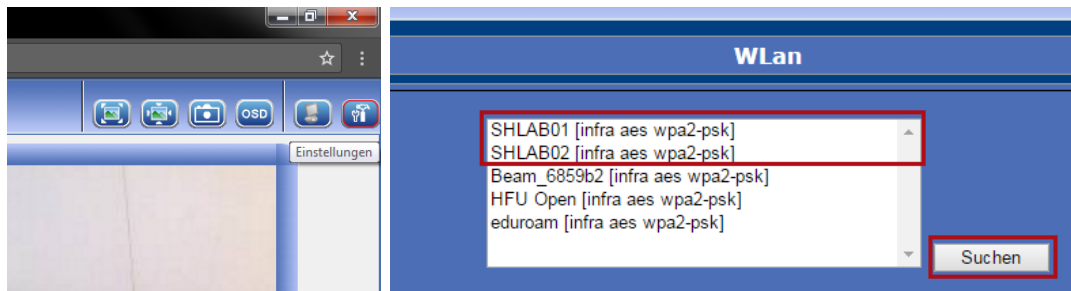 OSD
Einstellungen
WLan
SHLAB01 [infra aes wpa2-psk]
SHLAB02 [infra aes wpa2-psk]
Beam_6859b2 [infra aes wpa2-psk]
HFU Open [infra aes wpa2-psk]
eduroam [infra aes wpa2-psk]
Suchen